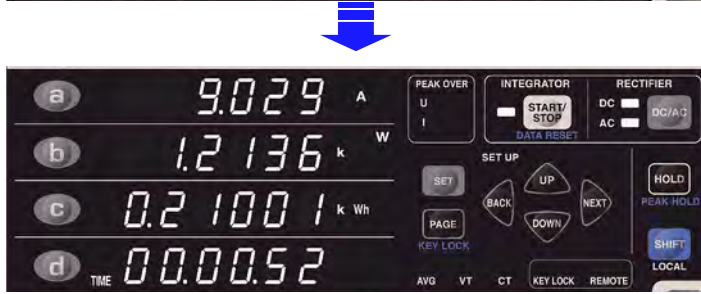 a 9.029 A
b 1.2136 k W
c 0.21001 k Wh
d TIME 00.00.52
PEAK OVER
U
I
INTEGRATOR
START/
STOP
DATA RESET
RECTIFIER
DC
AC
DC/AC
SET UP
SET
UP
BACK
NEXT
DOWN
PAGE
KEY LOCK
HOLD
PEAK HOLD
SHIFT
LOCAL
AVG VT CT KEY LOCK REMOTE